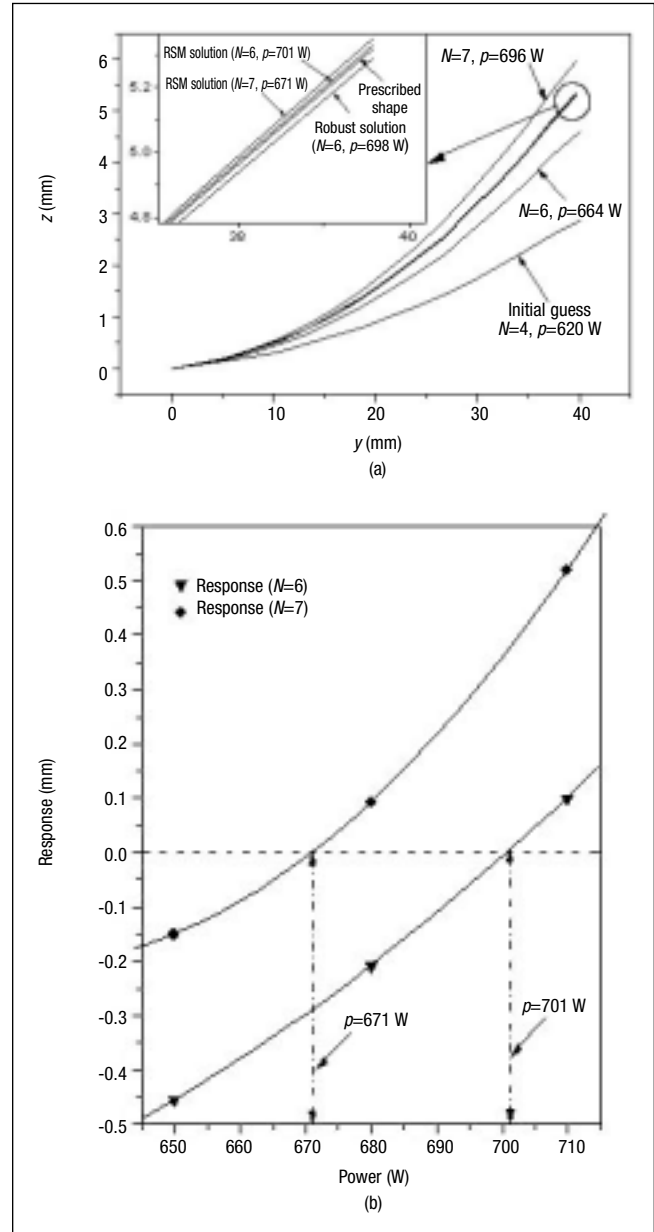 6
5
4
3
2
1
0
z (mm)
RSM solution (N=6, p=701 W)
RSM solution (N=7, p=671 W)
5.2
5.0
4.8
Prescribed
shape
Robust solution
(N=6, p=698 W)
40
N=7, p=696 W
N=6, p=664 W
Initial guess
N=4, p=620 W
0
10
20
30
40
y (mm)
(a)
0.6
0.5
0.4
0.3
0.2
0.1
0.0
-0.1
-0.2
-0.3
-0.4
-0.5
Response (mm)
Response (N=6)
Response (N=7)
p=671 W
p=701 W
650
660
670
680
690
700
710
Power (W)
(b)